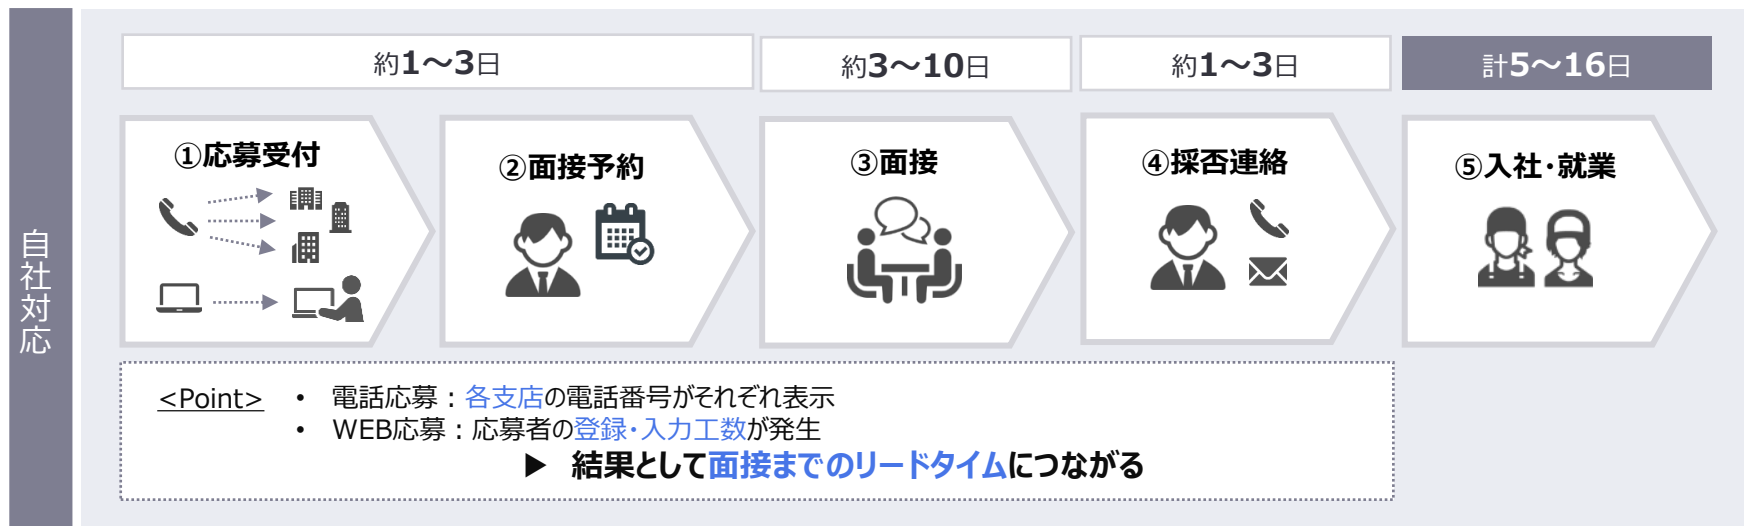 自社対応
約1～3日
約3～10日
約1～3日
計5～16日
①応募受付
②面接予約
③面接
④採否連絡
⑤入社・就業
<Point>
• 電話応募：各支店の電話番号がそれぞれ表示
• WEB応募：応募者の登録・入力工数が発生
▶ 結果として面接までのリードタイムにつながる